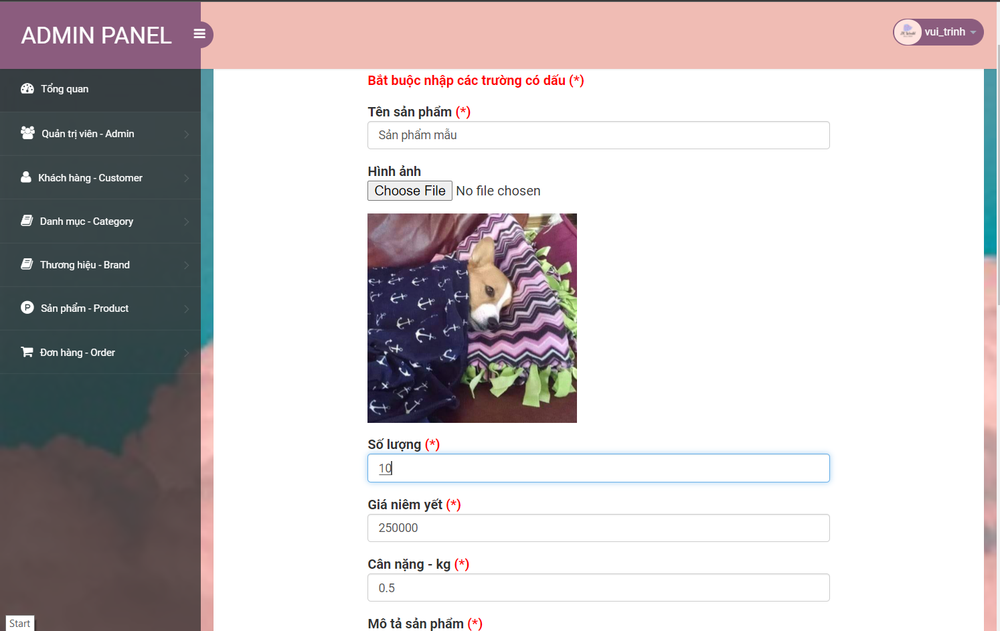 ADMIN PANEL
vui_trinh
Tổng quan
Quản trị viên - Admin
Khách hàng - Customer
Danh mục - Category
Thương hiệu - Brand
Sản phẩm - Product
Đơn hàng - Order
Start
Bắt buộc nhập các trường có dấu (*)
Tên sản phẩm (*)
Sản phẩm mẫu
Hình ảnh
Choose File No file chosen
Số lượng (*)
10
Giá niêm yết (*)
250000
Cân nặng - kg (*)
0.5
Mô tả sản phẩm (*)